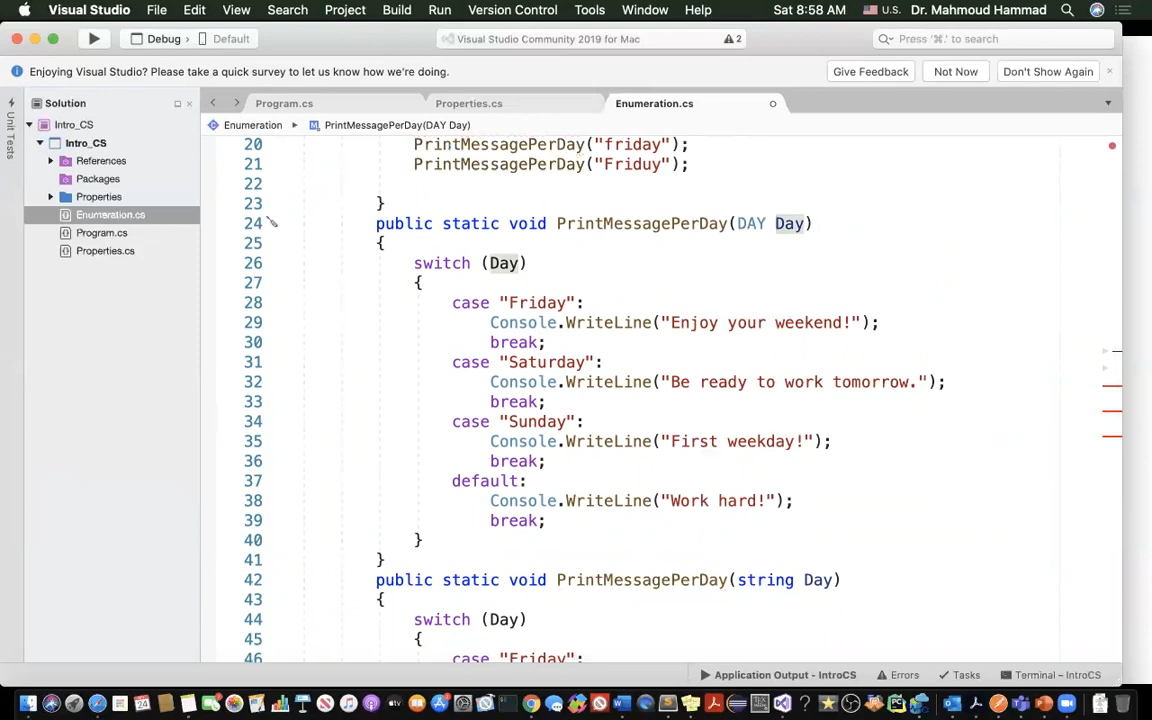 Visual Studio File Edit View Search Project Build Run Version Control Tools Window Help Sat 8:58 AM U.S. Dr. Mahmoud Hammad
Debug › Default Visual Studio Community 2019 for Mac 2 Press '⌘.' to search
Enjoying Visual Studio? Please take a quick survey to let us know how we're doing. Give Feedback Not Now Don't Show Again
Solution Program.cs Properties.cs Enumeration.cs
Unit Tests
Intro_CS Enumeration PrintMessagePerDay(DAY Day)
Intro_CS
References
Packages
Properties
Enumeration.cs
Program.cs
Properties.cs
20 PrintMessagePerDay("friday");
21 PrintMessagePerDay("Friduy");
22
23 }
24 public static void PrintMessagePerDay(DAY Day)
25 {
26 switch (Day)
27 {
28 case "Friday":
29 Console.WriteLine("Enjoy your weekend!");
30 break;
31 case "Saturday":
32 Console.WriteLine("Be ready to work tomorrow.");
33 break;
34 case "Sunday":
35 Console.WriteLine("First weekday!");
36 break;
37 default:
38 Console.WriteLine("Work hard!");
39 break;
40 }
41 }
42 public static void PrintMessagePerDay(string Day)
43 {
44 switch (Day)
45 {
46 case "Friday":
Application Output – IntroCS Errors Tasks Terminal – IntroCS